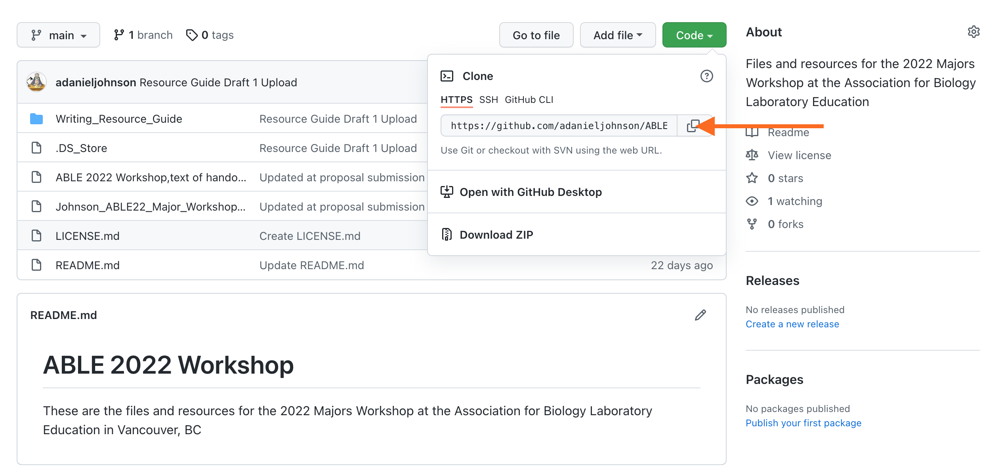 main
1 branch
0 tags
Go to file
Add file
Code
adanieljohnson Resource Guide Draft 1 Upload
Writing_Resource_Guide Resource Guide Draft 1 Upload
.DS_Store Resource Guide Draft 1 Upload
ABLE 2022 Workshop,text of hando... Updated at proposal submission
Johnson_ABLE22_Major_Workshop... Updated at proposal submission
LICENSE.md Create LICENSE.md
README.md Update README.md 22 days ago
Clone
HTTPS SSH GitHub CLI
https://github.com/adanieljohnson/ABLE
Use Git or checkout with SVN using the web URL.
Open with GitHub Desktop
Download ZIP
README.md
ABLE 2022 Workshop
These are the files and resources for the 2022 Majors Workshop at the Association for Biology Laboratory
Education in Vancouver, BC
About
Files and resources for the 2022 Majors
Workshop at the Association for Biology
Laboratory Education
Readme
View license
0 stars
1 watching
0 forks
Releases
No releases published
Create a new release
Packages
No packages published
Publish your first package